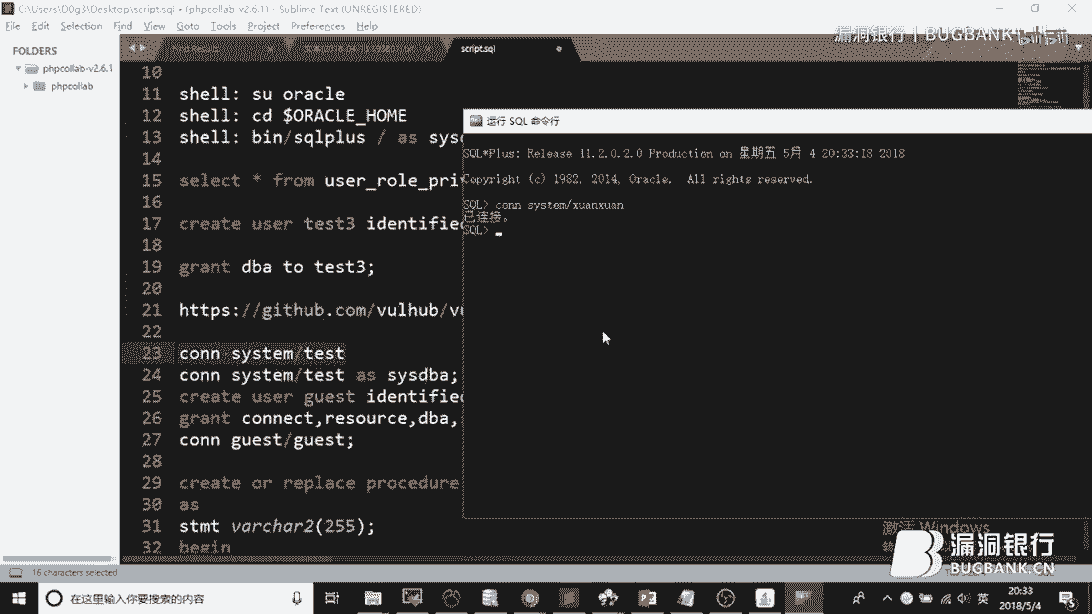 C:\Users\D0g3\Desktop\script.sql • (phpcollab-v2.6.1) - Sublime Text (UNREGISTERED)
File Edit Selection Find View Goto Tools Project Preferences Help
漏洞银行 | BUGBANK
FOLDERS
phpcollab-v2.6.1
phpcollab
script.sql
10
11 shell: su oracle
12 shell: cd $ORACLE_HOME
13 shell: bin/sqlplus / as sys
14
15 select * from user_role_pri
16
17 create user test3 identified
18
19 grant dba to test3;
20
21 https://github.com/vulhub/vu
22
23 conn system/test
24 conn system/test as sysdba;
25 create user guest identified
26 grant connect,resource,dba,
27 conn guest/guest;
28
29 create or replace procedure
30 as
31 stmt varchar2(255);
32 begin
运行 SQL 命令行
SQL*Plus: Release 11.2.0.2.0 Production on 星期五 5月 4 20:33:18 2018
Copyright (c) 1982, 2014, Oracle. All rights reserved.
SQL> conn system/xuanxuan
已连接。
SQL>
激活 Windows
漏洞银行
BUGBANK.CN
16 characters selected
在这里输入你要搜索的内容
英
20:33
2018/5/4